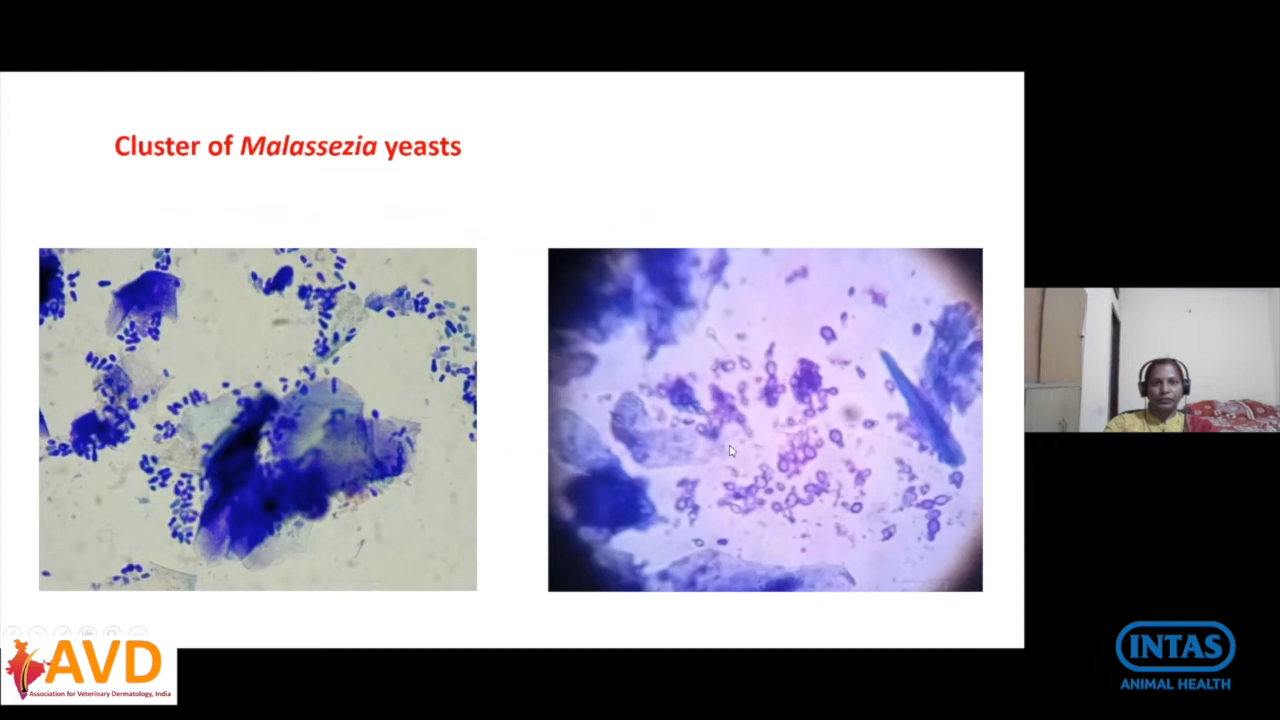 Cluster of Malassezia yeasts
AVD
Association for Veterinary Dermatology, India
INTAS
ANIMAL HEALTH